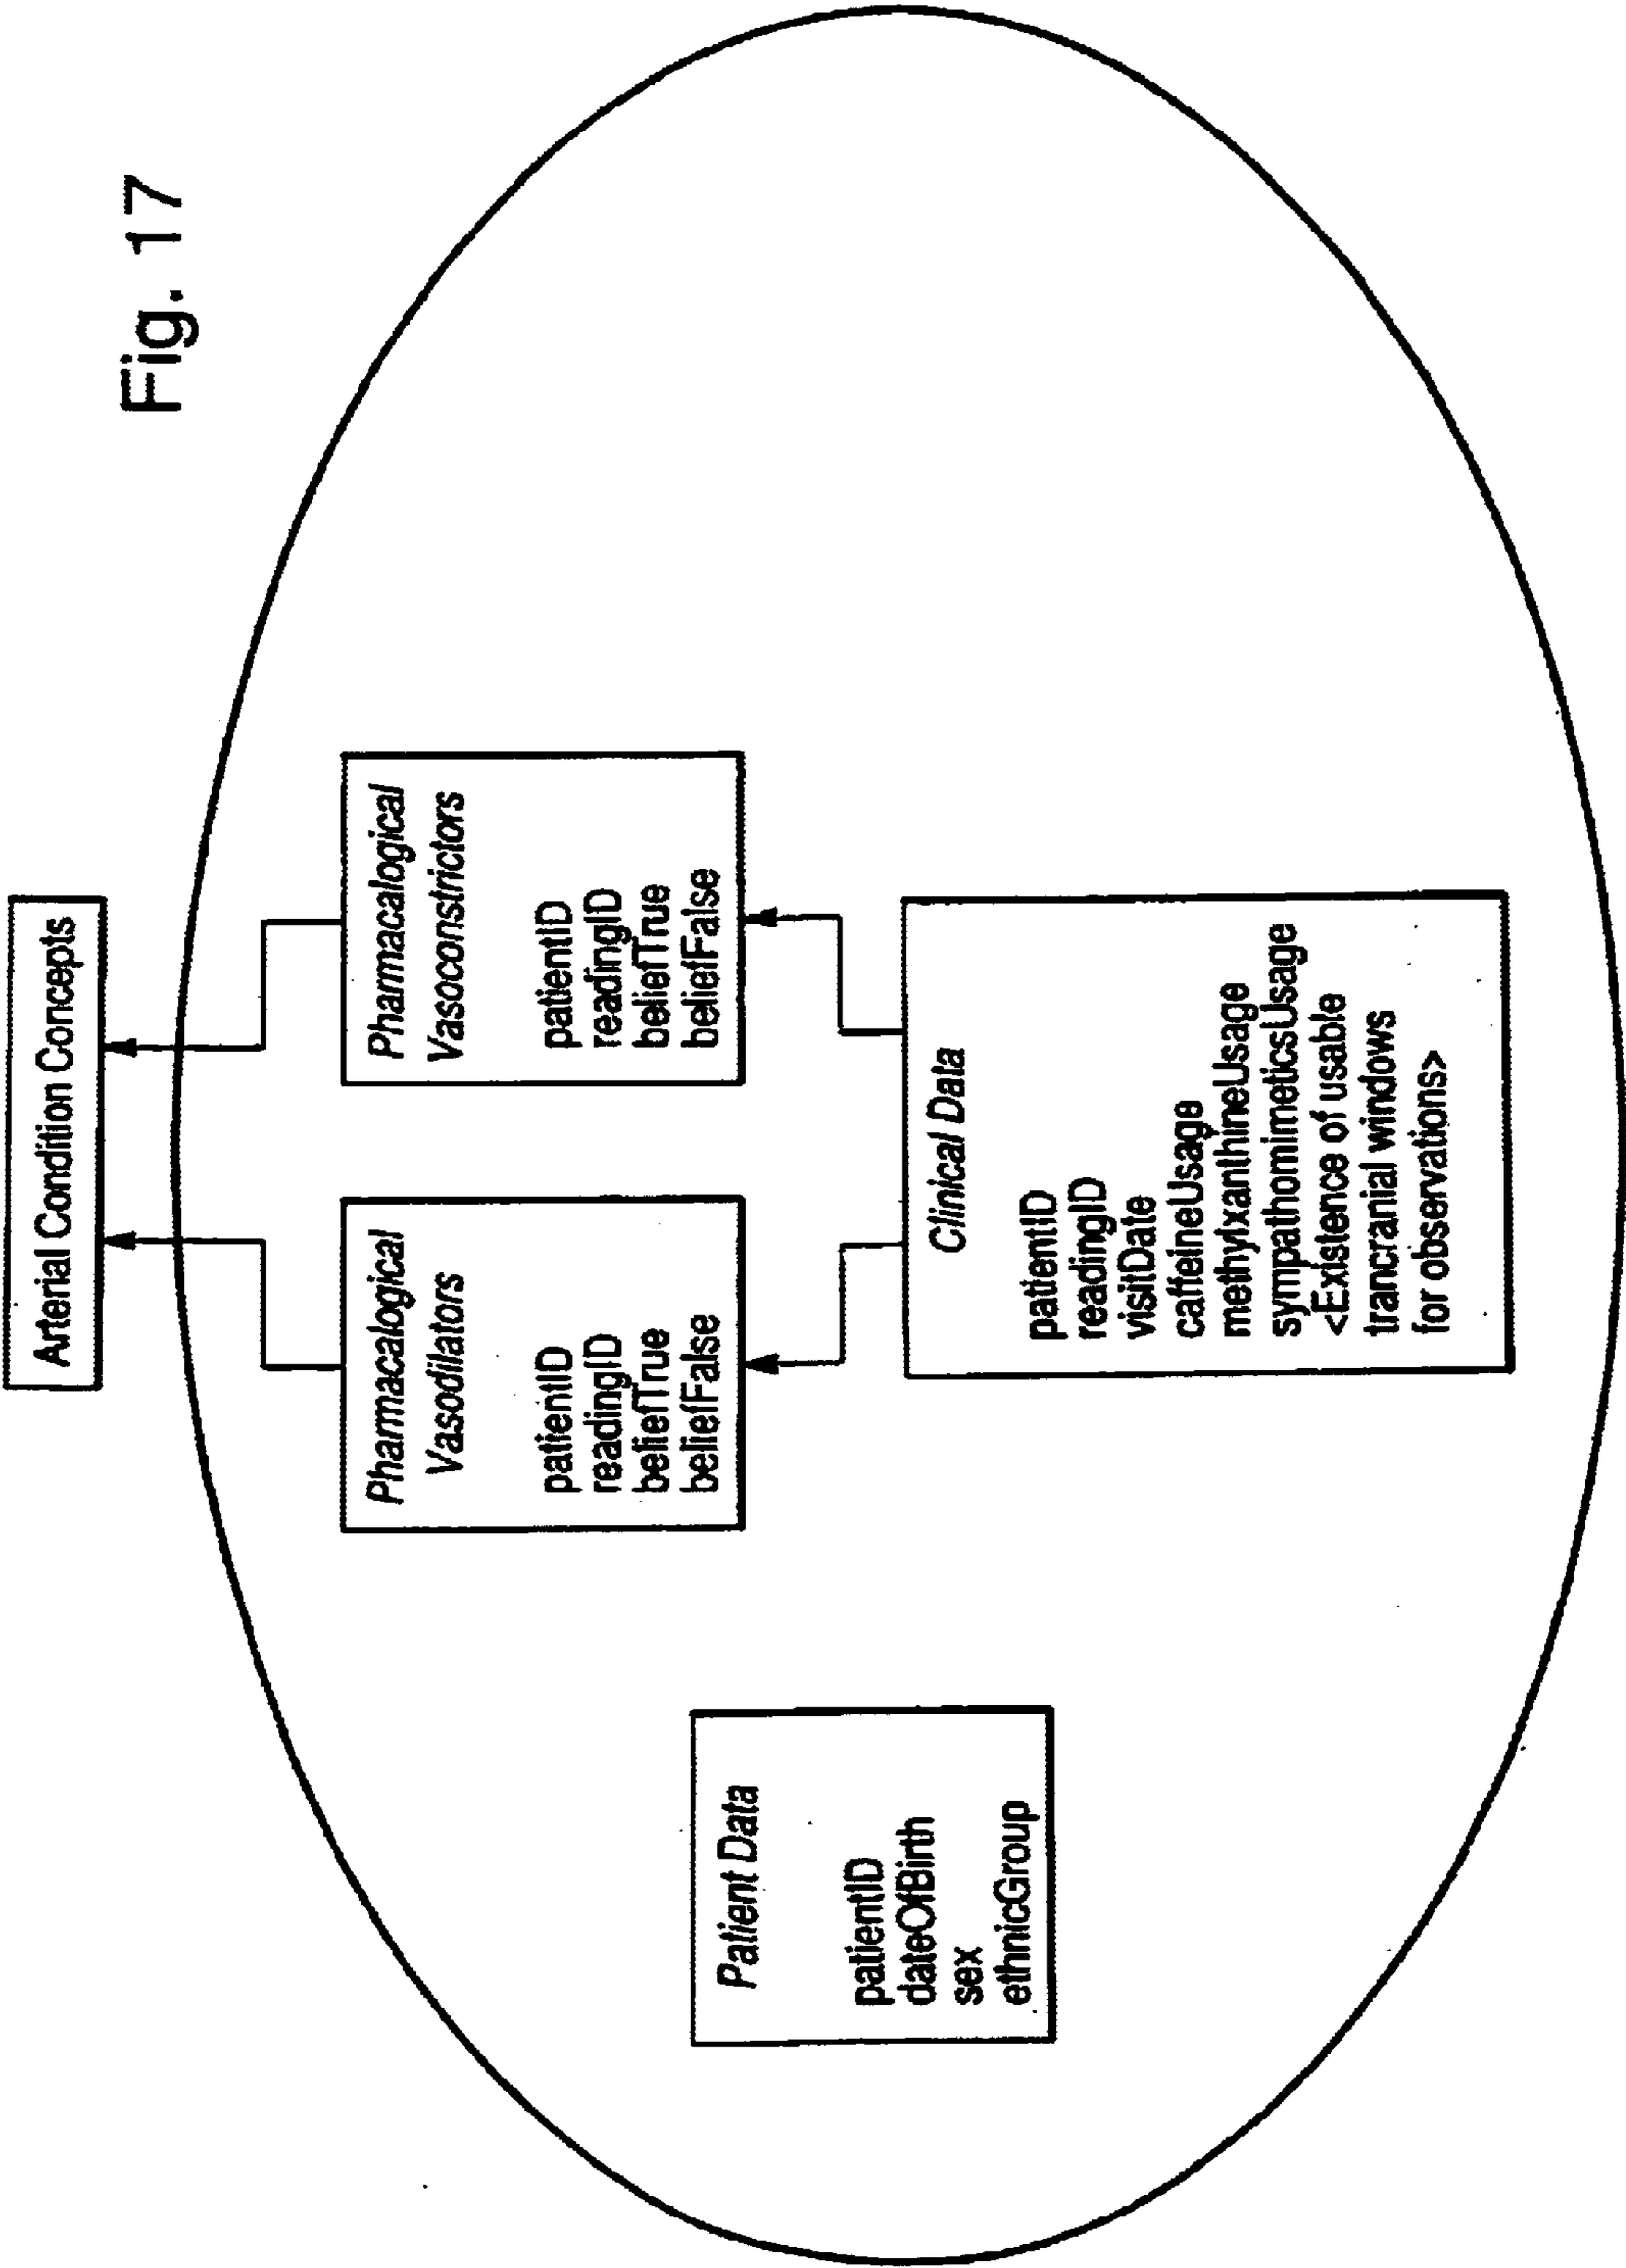 Fig. 17
Arterial Condition Concepts
Pharmacalogical
Vasodilators
patientID
readingID
beliefTrue
beliefFalse
Pharmacalogical
Vasoconstrictors
patientID
readingID
beliefTrue
beliefFalse
Patient Data
patientID
dateOfBirth
sex
ethnicGroup
Clinical Data
patientID
readingID
visitDate
caffeineUsage
methylxanthineUsage
sympathomimeticsUsage
<Existence of usable
trancranial windows
for observations>